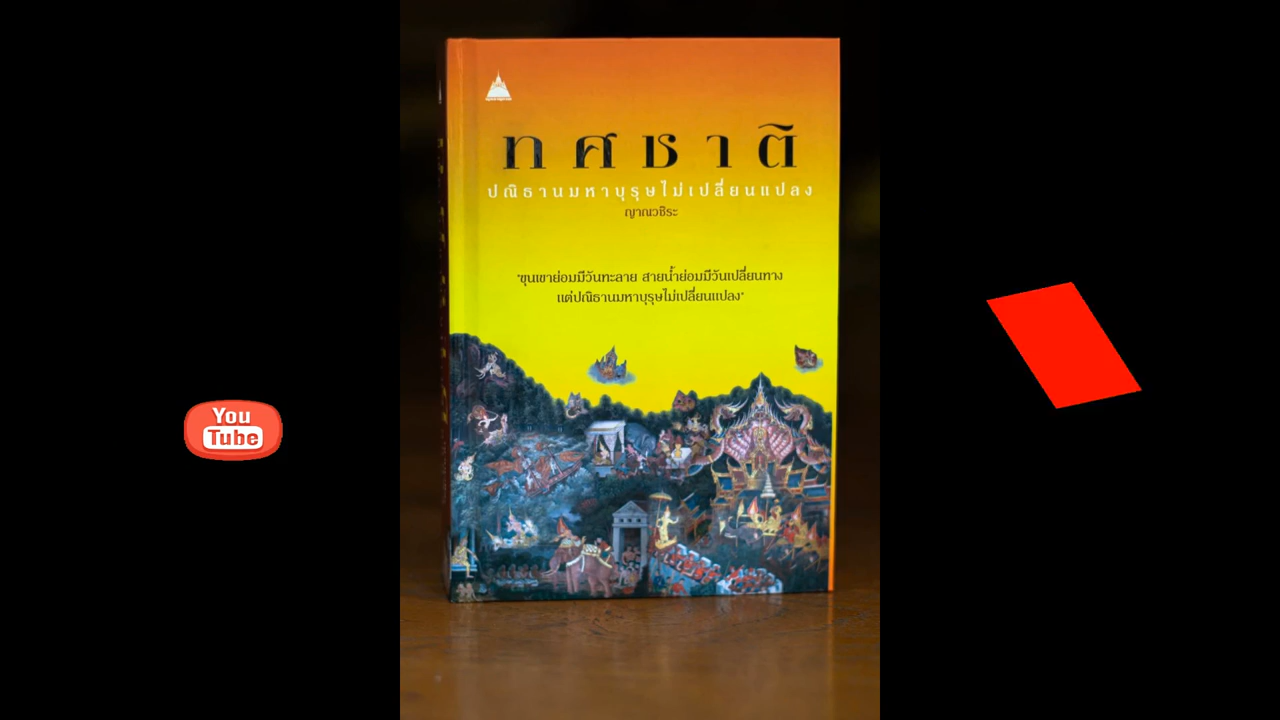 ทศชาติ
ปณิธานมหาบุรุษไม่เปลี่ยนแปลง
ญาณวชิระ
"ขุนเขาย่อมมีวันทะลาย สายน้ำย่อมมีวันเปลี่ยนทาง
แต่ปณิธานมหาบุรุษไม่เปลี่ยนแปลง"
You
Tube